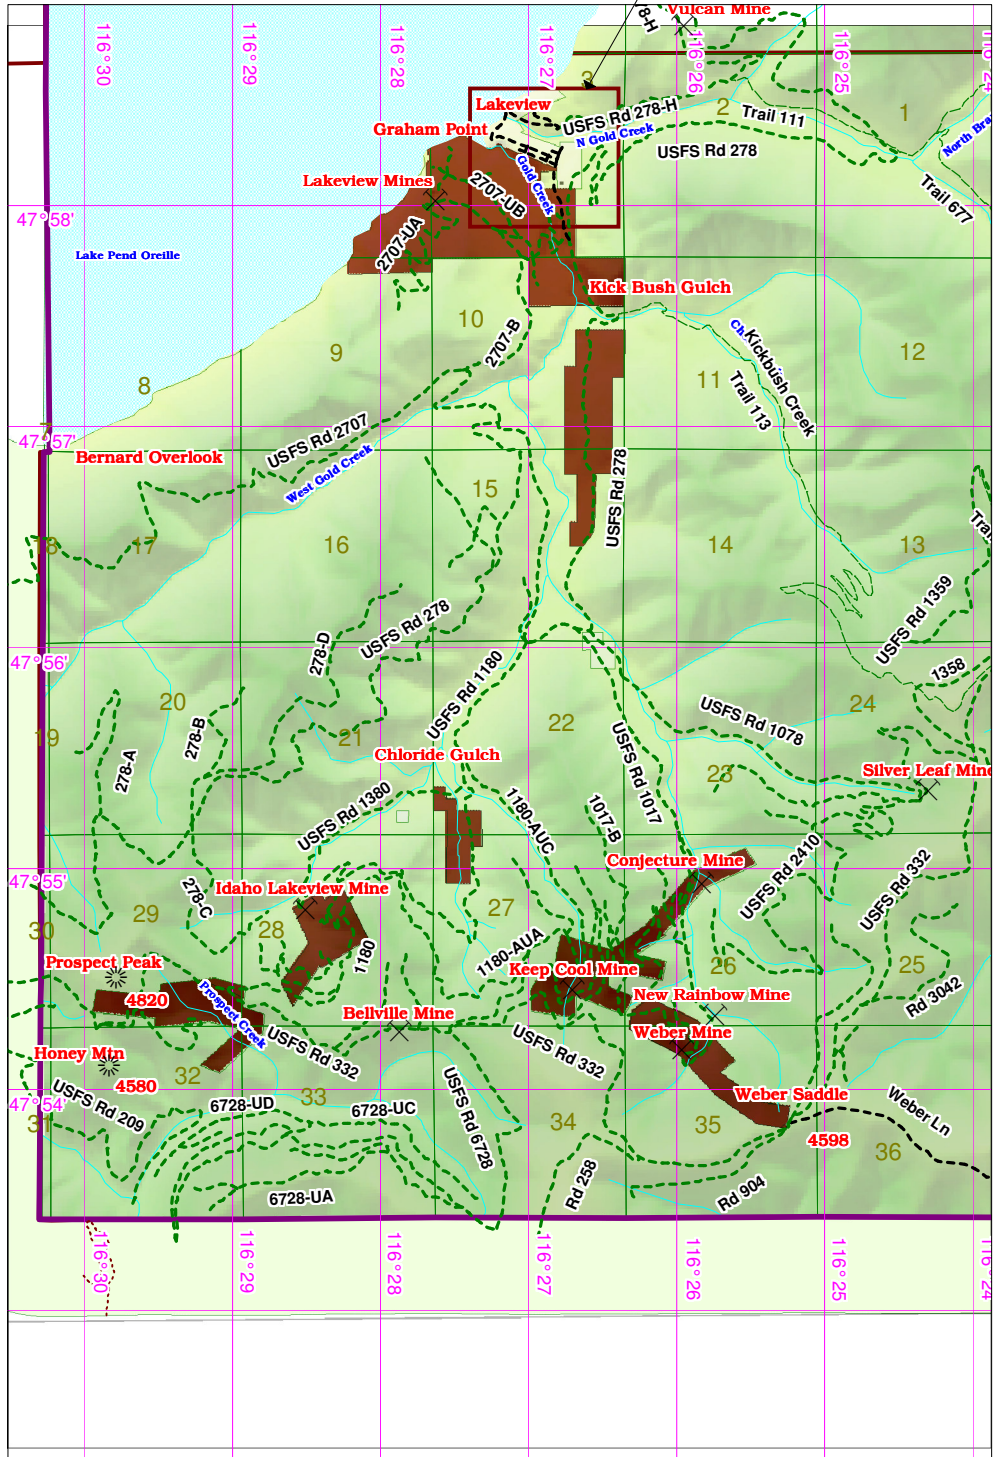 Vulcan Mine
78-H
116° 30
116° 29
116° 28
116° 27
116° 26
116° 25
3
Lakeview
USFS Rd 278-H
2
Trail 111
1
Graham Point
N Gold Creek
North Bra
USFS Rd 278
Gold Creek
Lakeview Mines
2707-UB
Trail 677
47°58'
2707-UA
Lake Pend Oreille
Kick Bush Gulch
10
9
2707-B
Kickbush Creek
12
8
11
Trail 113
47°57'
USFS Rd 2707
Bernard Overlook
West Gold Creek
15
USFS Rd 278
18
17
16
14
13
USFS Rd 1359
USFS Rd 278
278-D
47°56'
USFS Rd 1180
1358
20
24
19
278-B
21
22
USFS Rd 1078
278-A
Chloride Gulch
USFS Rd 1017
23
Silver Leaf Mine
USFS Rd 1380
1180-AUC
1017-B
USFS Rd 2410
Conjecture Mine
47°55'
USFS Rd 332
Idaho Lakeview Mine
278-C
27
29
28
30
1180
1180-AUA
26
25
Prospect Peak
Keep Cool Mine
4820
New Rainbow Mine
Rd 3042
Prospect Creek
Bellville Mine
Weber Mine
Honey Mtn
USFS Rd 332
USFS Rd 332
4580
32
33
Weber Saddle
47°54'
USFS Rd 209
6728-UD
6728-UC
USFS Rd 6728
Weber Ln
31
34
35
4598
36
6728-UA
Rd 258
Rd 904
116° 30
116° 29
116° 28
116° 27
116° 26
116° 25
116° 24